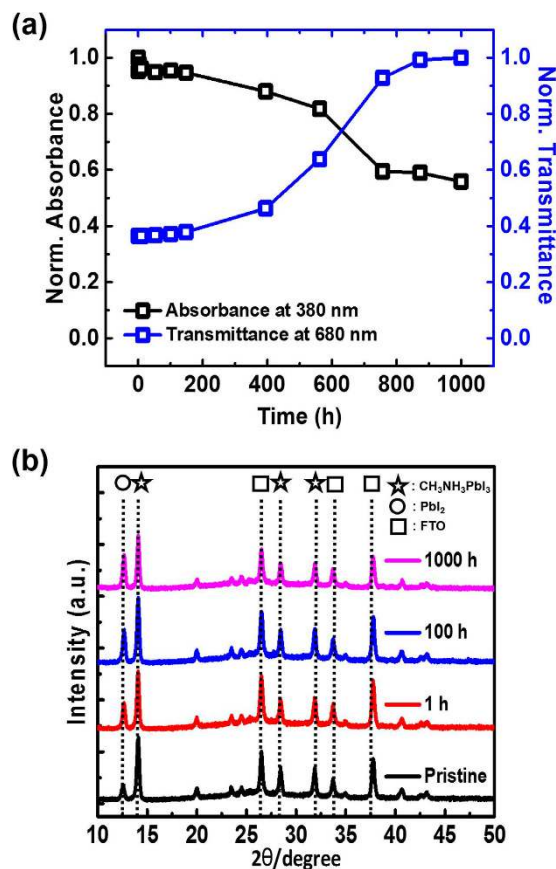 (a)
1.0
0.8
0.6
0.4
0.2
0.0
Norm. Absorbance
1.0
0.8
0.6
0.4
0.2
0.0
Norm. Transmittance
Absorbance at 380 nm
Transmittance at 680 nm
0 200 400 600 800 1000
Time (h)
(b)
: CH₃NH₃PbI₃
: PbI₂
: FTO
1000 h
100 h
1 h
Pristine
Intensity (a.u.)
10 15 20 25 30 35 40 45 50
2θ/degree